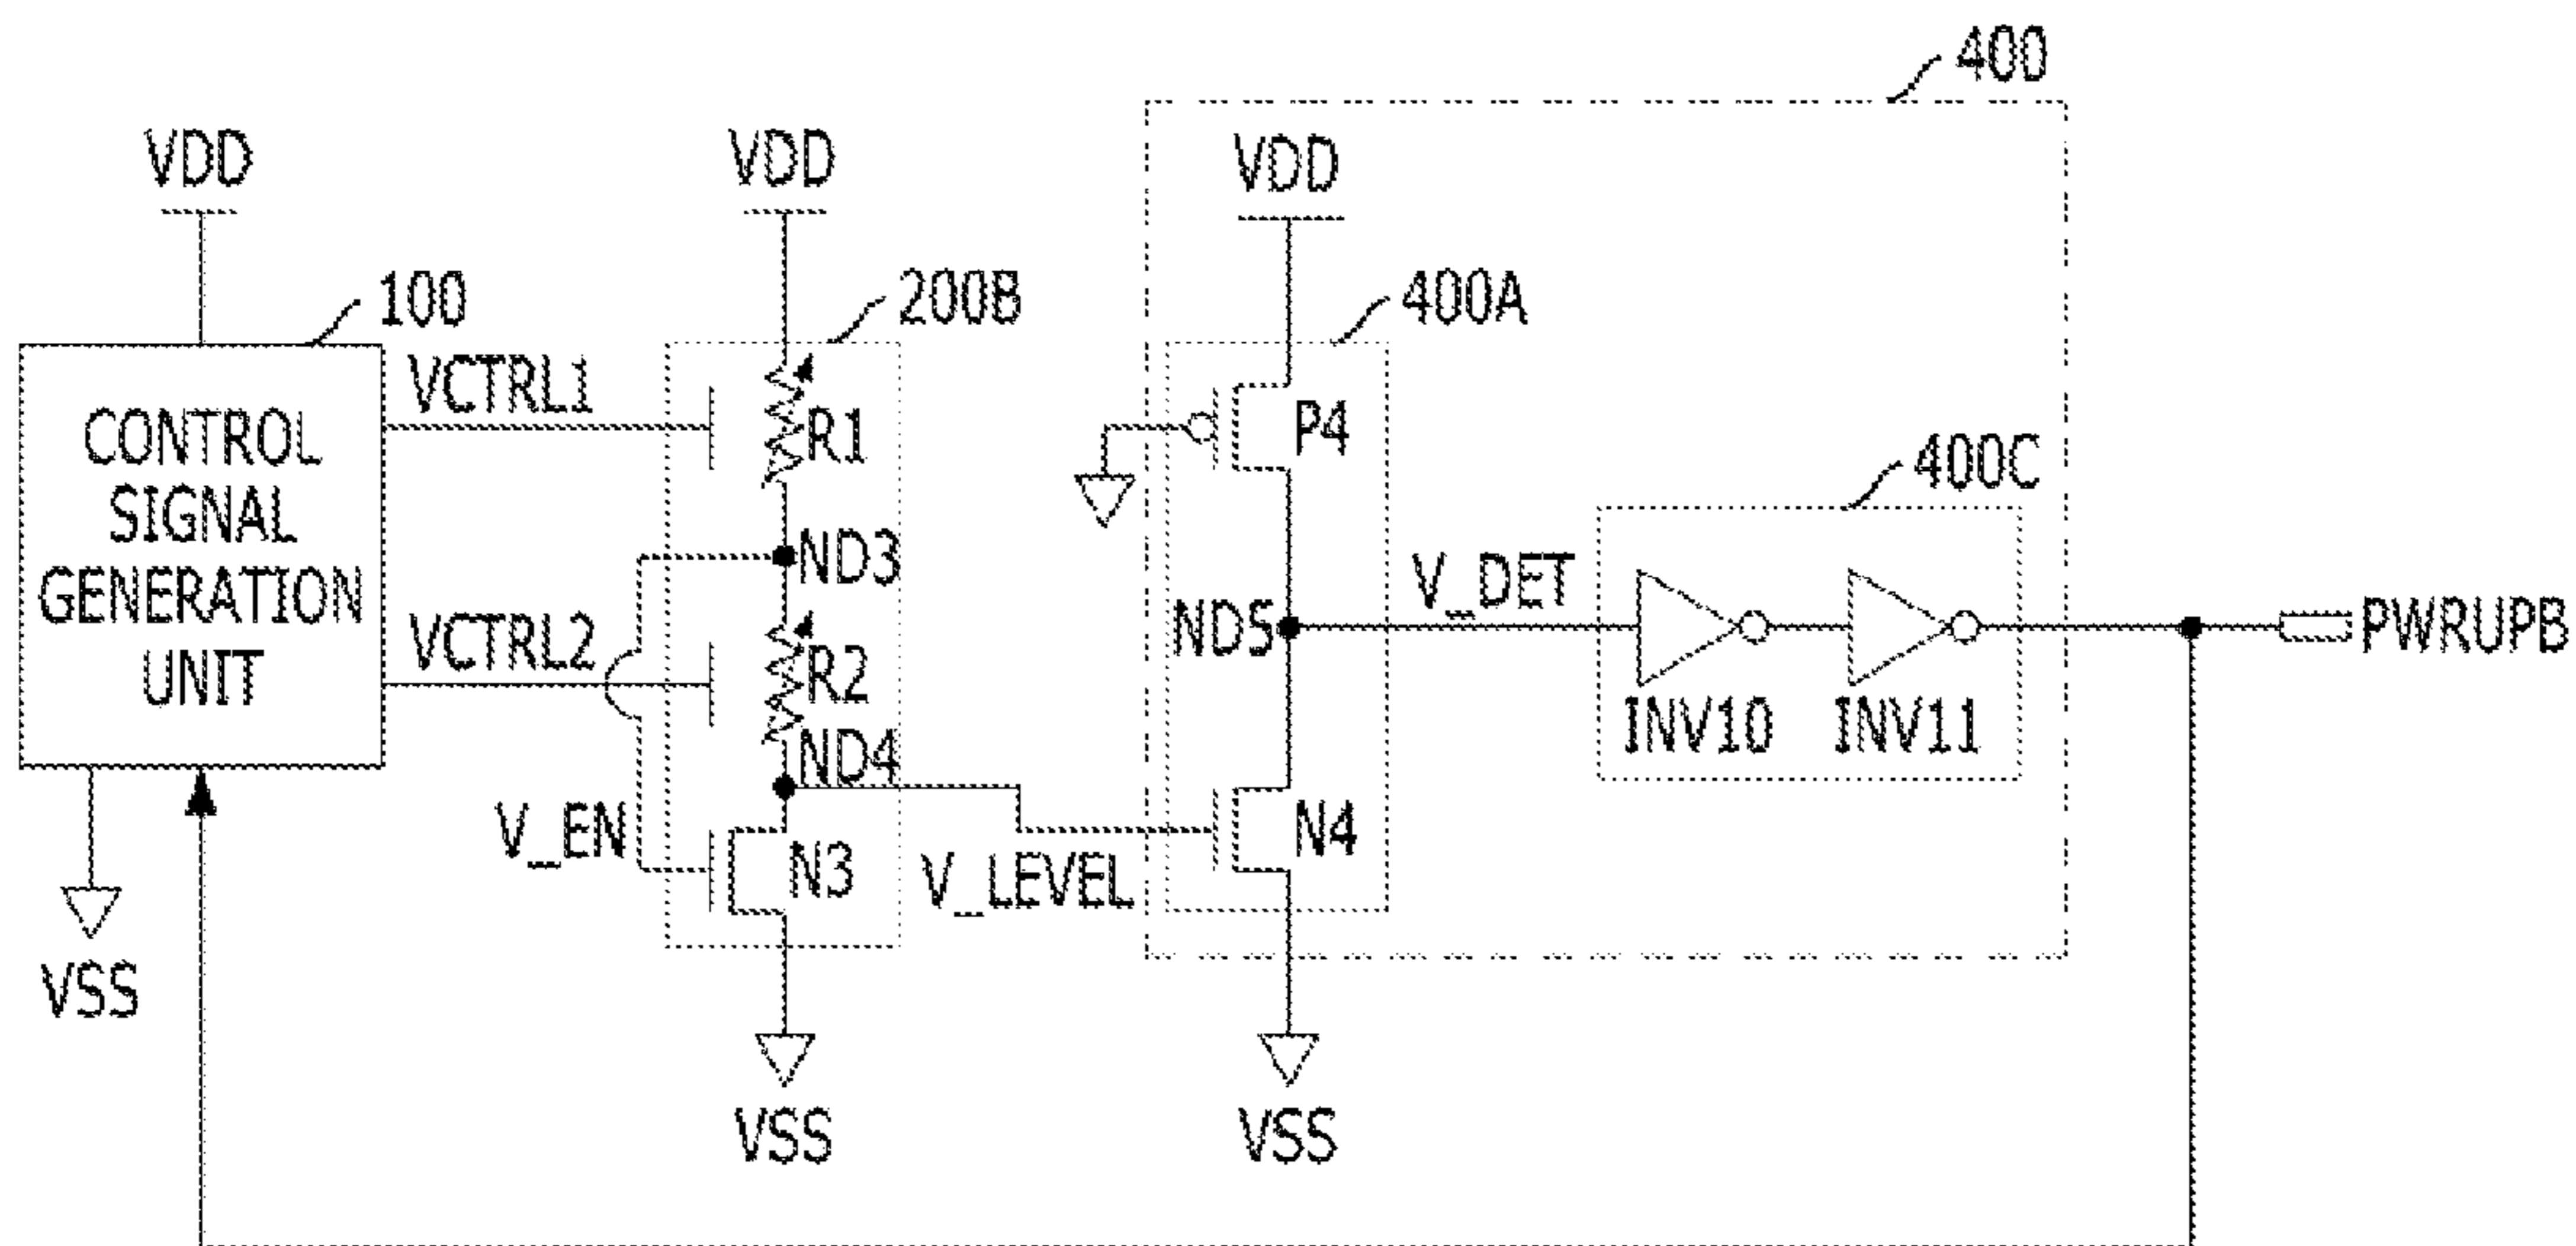 400
VDD
VDD
VDD
100
200B
400A
VCTRL1
CONTROL
SIGNAL
GENERATION
UNIT
R1
P4
400C
ND3
V_DET
ND5
PWRUPB
VCTRL2
R2
INV10
INV11
ND4
V_EN
N3
V_LEVEL
N4
VSS
VSS
VSS